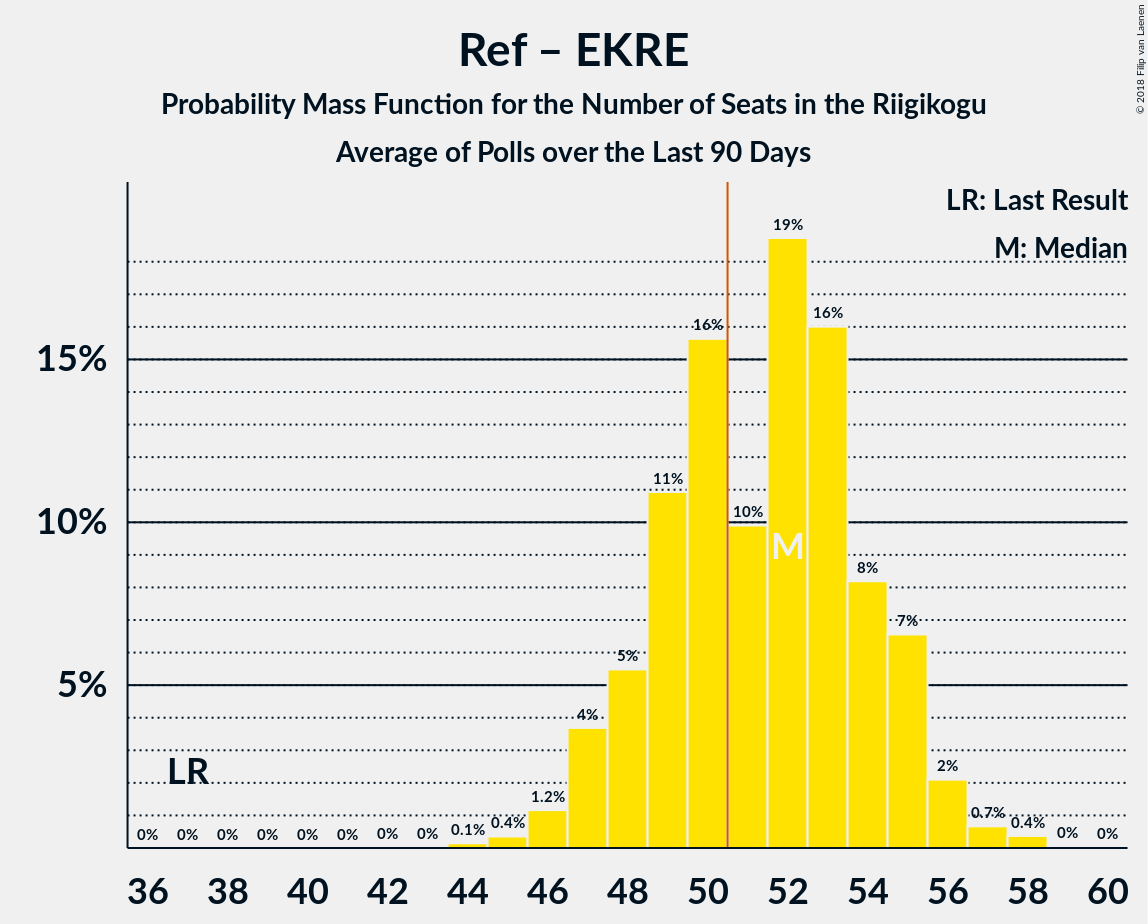 Ref – EKRE
Probability Mass Function for the Number of Seats in the Riigikogu
Average of Polls over the Last 90 Days
© 2018 Filip van Laenen
LR: Last Result
M: Median
15%
10%
5%
LR
M
0% 0% 0% 0% 0% 0% 0% 0% 0.1% 0.4% 1.2% 4% 5% 11% 16% 10% 19% 16% 8% 7% 2% 0.7% 0.4% 0% 0%
36 38 40 42 44 46 48 50 52 54 56 58 60